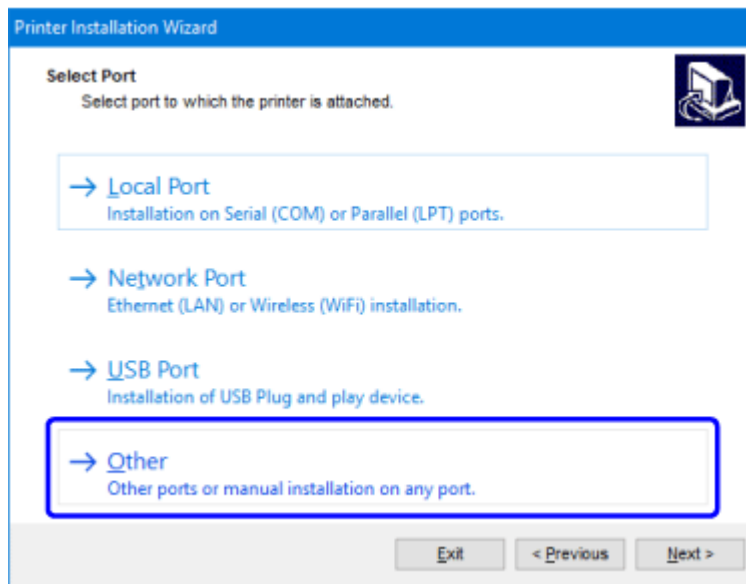 Printer Installation Wizard
Select Port
Select port to which the printer is attached.
Local Port
Installation on Serial (COM) or Parallel (LPT) ports.
Network Port
Ethernet (LAN) or Wireless (WiFi) installation.
USB Port
Installation of USB Plug and play device.
Other
Other ports or manual installation on any port.
Exit
< Previous
Next >